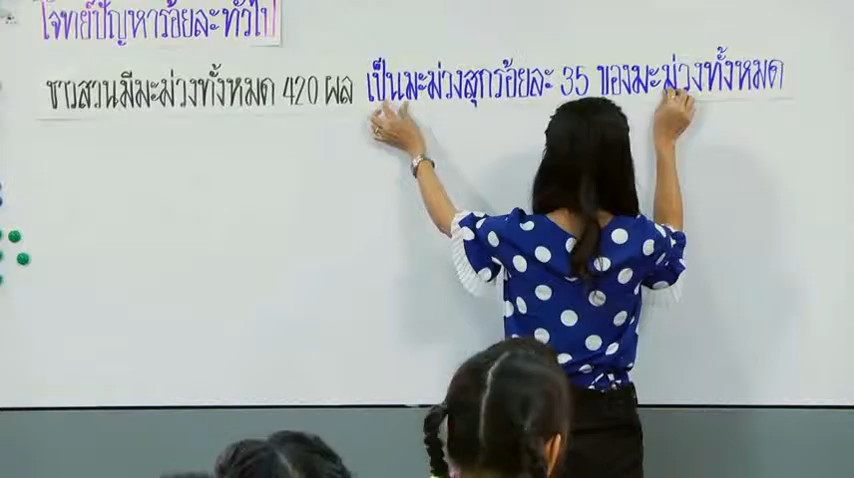 โจทย์ปัญหาร้อยละทั่วไป
ชาวสวนมีมะม่วงทั้งหมด 420 ผล เป็นมะม่วงสุกร้อยละ 35 ของมะม่วงทั้งหมด